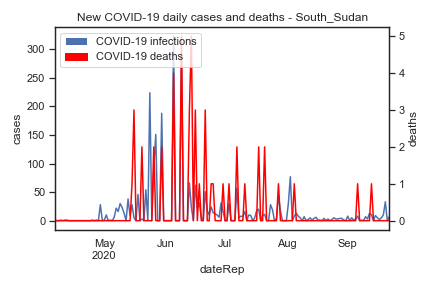 New COVID-19 daily cases and deaths - South_Sudan
COVID-19 infections
COVID-19 deaths
300
250
200
150
100
50
0
cases
5
4
3
2
1
0
deaths
May
2020
Jun
Jul
Aug
Sep
dateRep